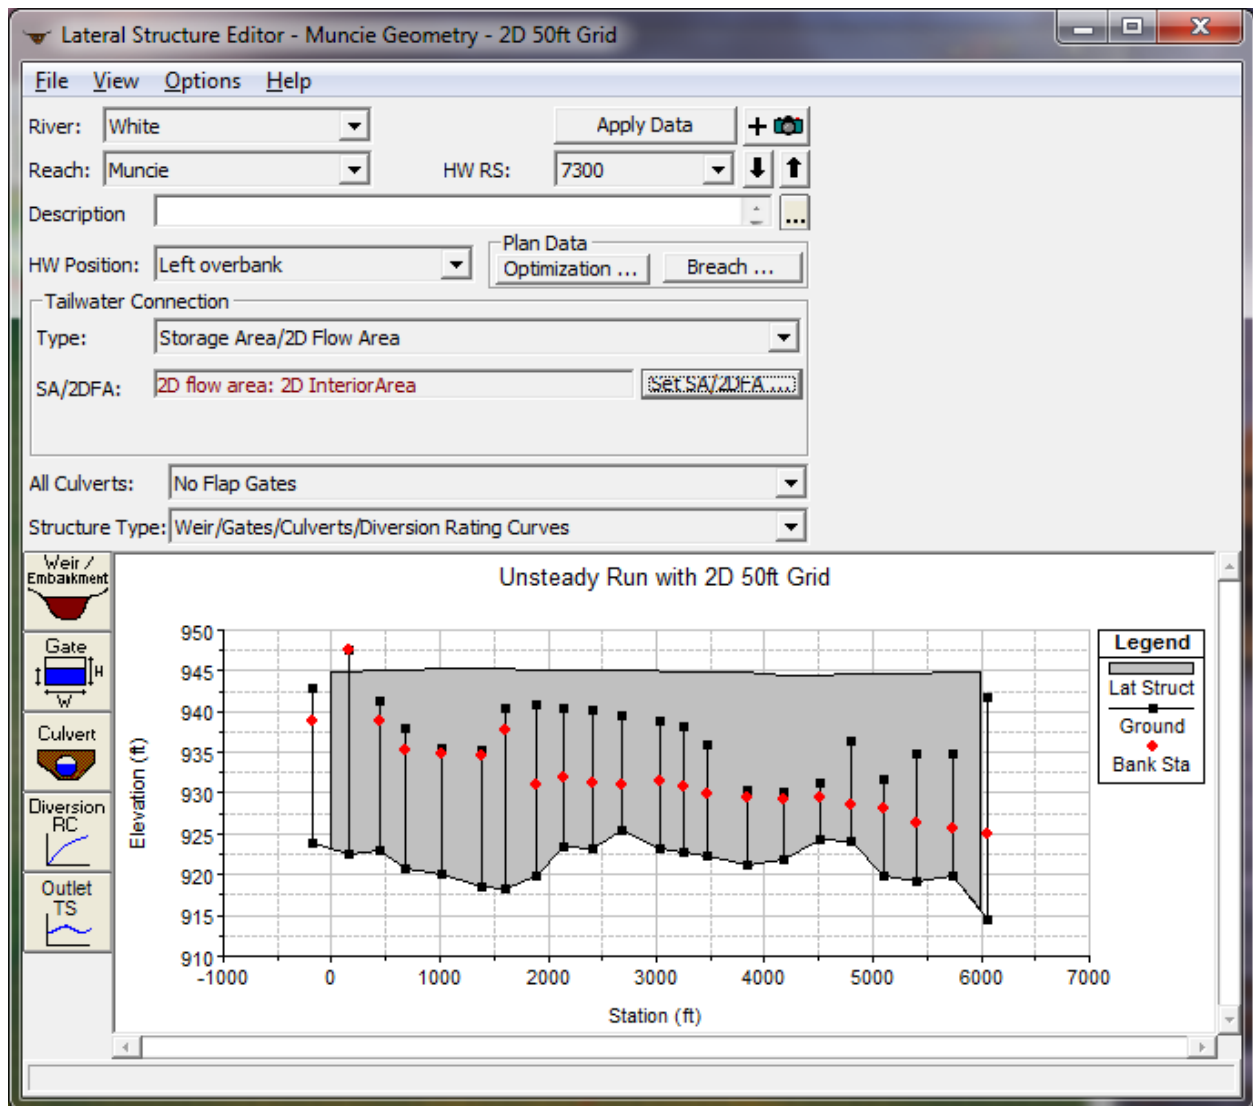 Lateral Structure Editor - Muncie Geometry - 2D 50ft Grid
File View Options Help
River: White
Apply Data
Reach: Muncie
HW RS: 7300
Description
...
HW Position: Left overbank
Plan Data
Optimization ...
Breach ...
Tailwater Connection
Type: Storage Area/2D Flow Area
SA/2DFA: 2D flow area: 2D InteriorArea
Set SA/2DFA ...
All Culverts: No Flap Gates
Structure Type: Weir/Gates/Culverts/Diversion Rating Curves
Weir /
Embankment
Gate
H
W
Culvert
Diversion
RC
Outlet
TS
Unsteady Run with 2D 50ft Grid
950
945
940
935
930
925
920
915
910
Elevation (ft)
-1000 0 1000 2000 3000 4000 5000 6000 7000
Station (ft)
Legend
Lat Struct
Ground
Bank Sta